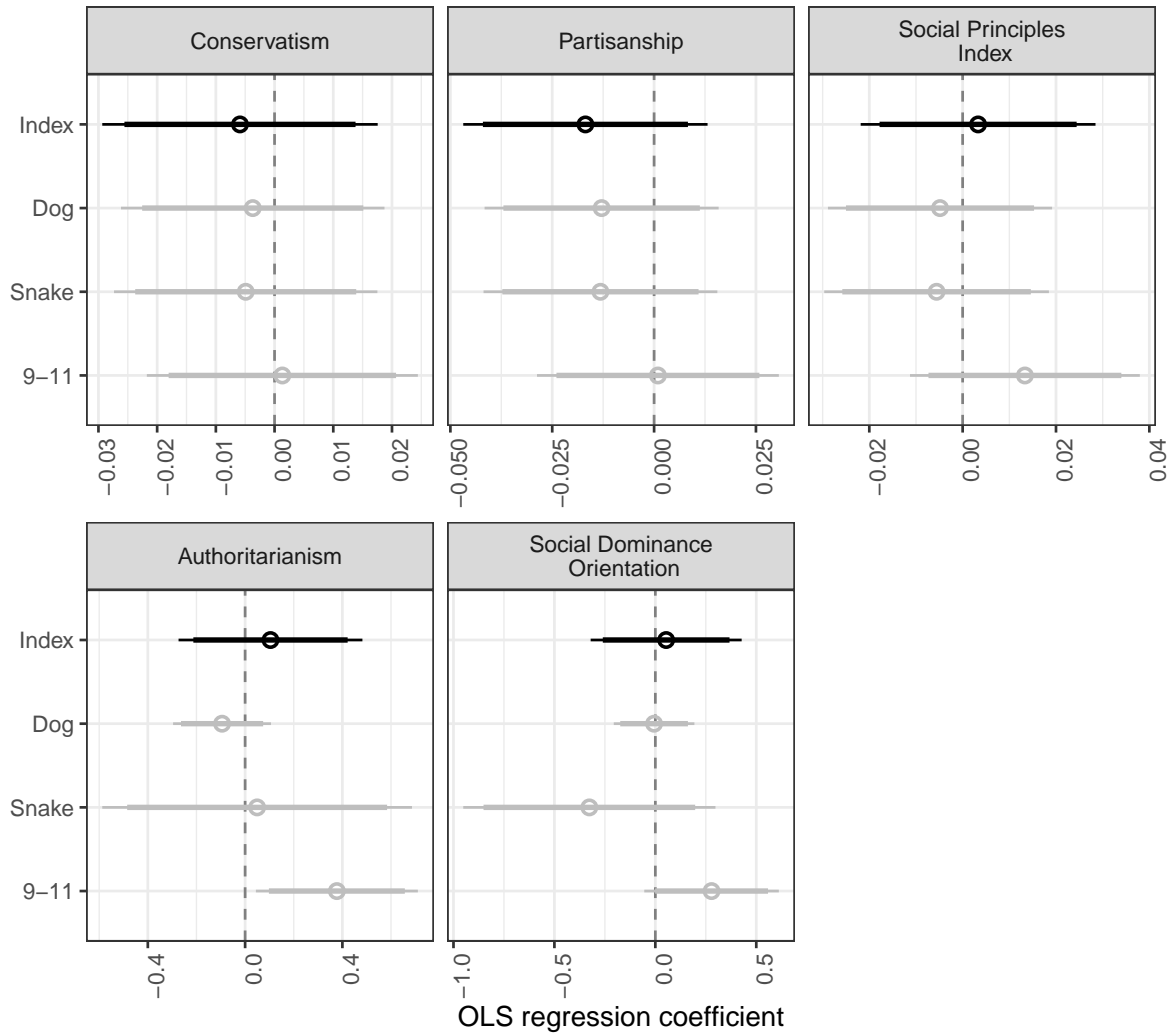 Conservatism
Partisanship
Social Principles
Index
Index
Dog
Snake
9−11
−0.03
−0.02
−0.01
0.00
0.01
0.02
−0.050
−0.025
0.000
0.025
−0.02
0.00
0.02
0.04
Authoritarianism
Social Dominance
Orientation
Index
Dog
Snake
9−11
−0.4
0.0
0.4
−1.0
−0.5
0.0
0.5
OLS regression coefficient